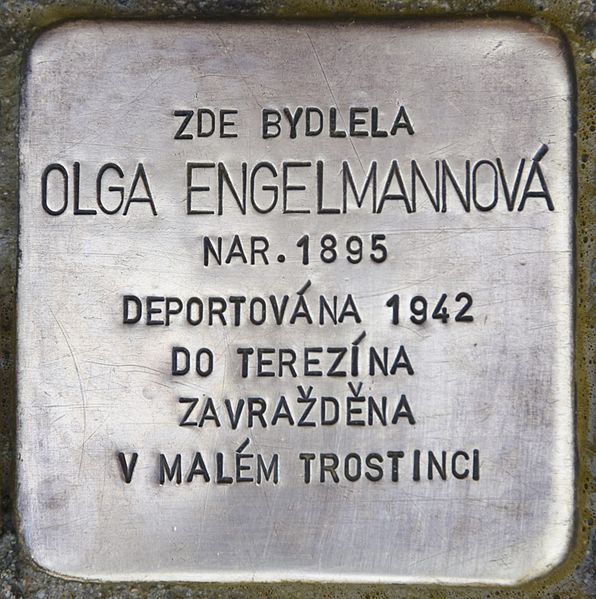 ZDE BYDLELA
OLGA ENGELMANNOVÁ
NAR. 1895
DEPORTOVÁNA 1942
DO TEREZÍNA
ZAVRAŽDĚNA
V MALÉM TROSTINCI